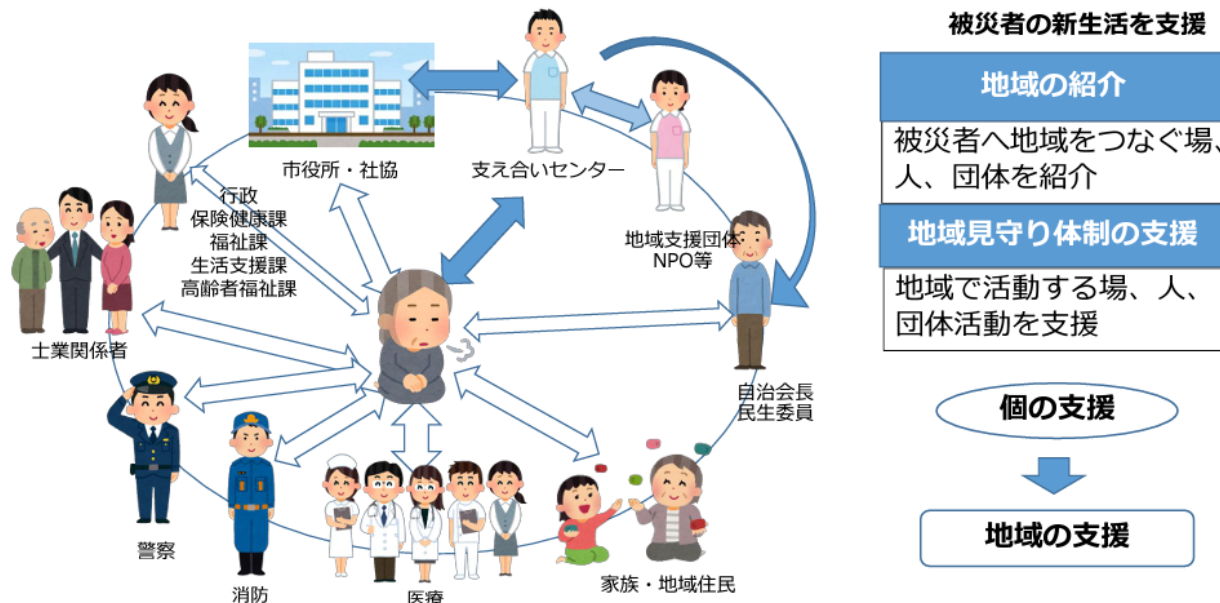 市役所・社協
支え合いセンター
行政
保険健康課
福祉課
生活支援課
高齢者福祉課
地域支援団体
NPO等
士業関係者
自治会長
民生委員
警察
消防
医療
家族・地域住民
被災者の新生活を支援
地域の紹介
被災者へ地域をつなぐ場、
人、団体を紹介
地域見守り体制の支援
地域で活動する場、人、
団体活動を支援
個の支援
地域の支援